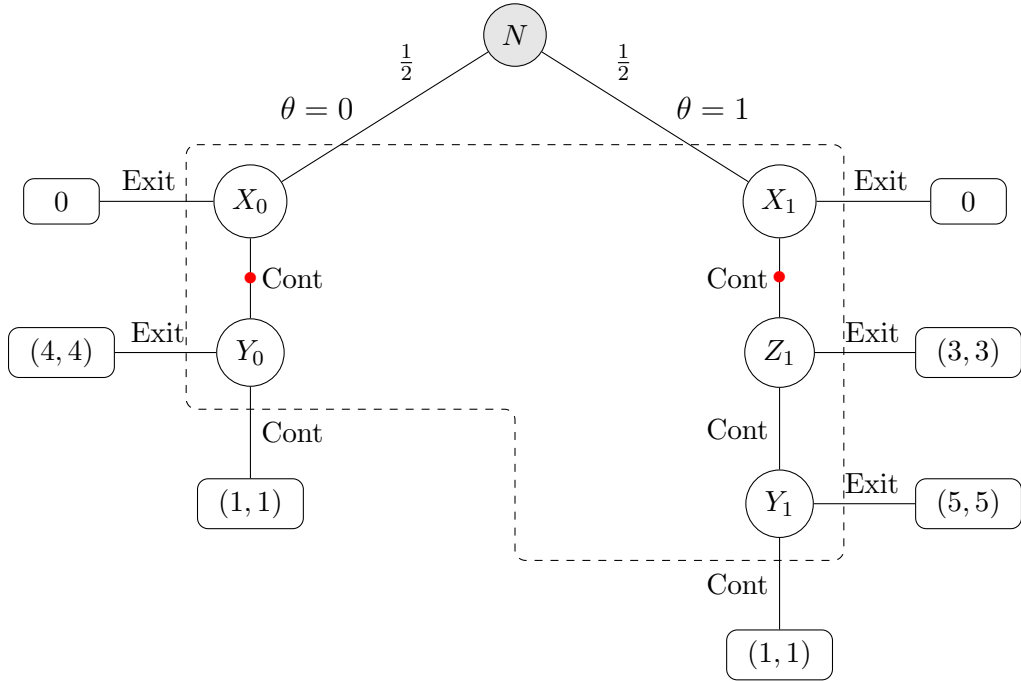 N
1/2 1/2
θ = 0 θ = 1
0 Exit X₀ X₁ Exit 0
Cont Cont
(4, 4) Exit Y₀ Z₁ Exit (3, 3)
Cont Cont
(1, 1) Y₁ Exit (5, 5)
Cont
(1, 1)